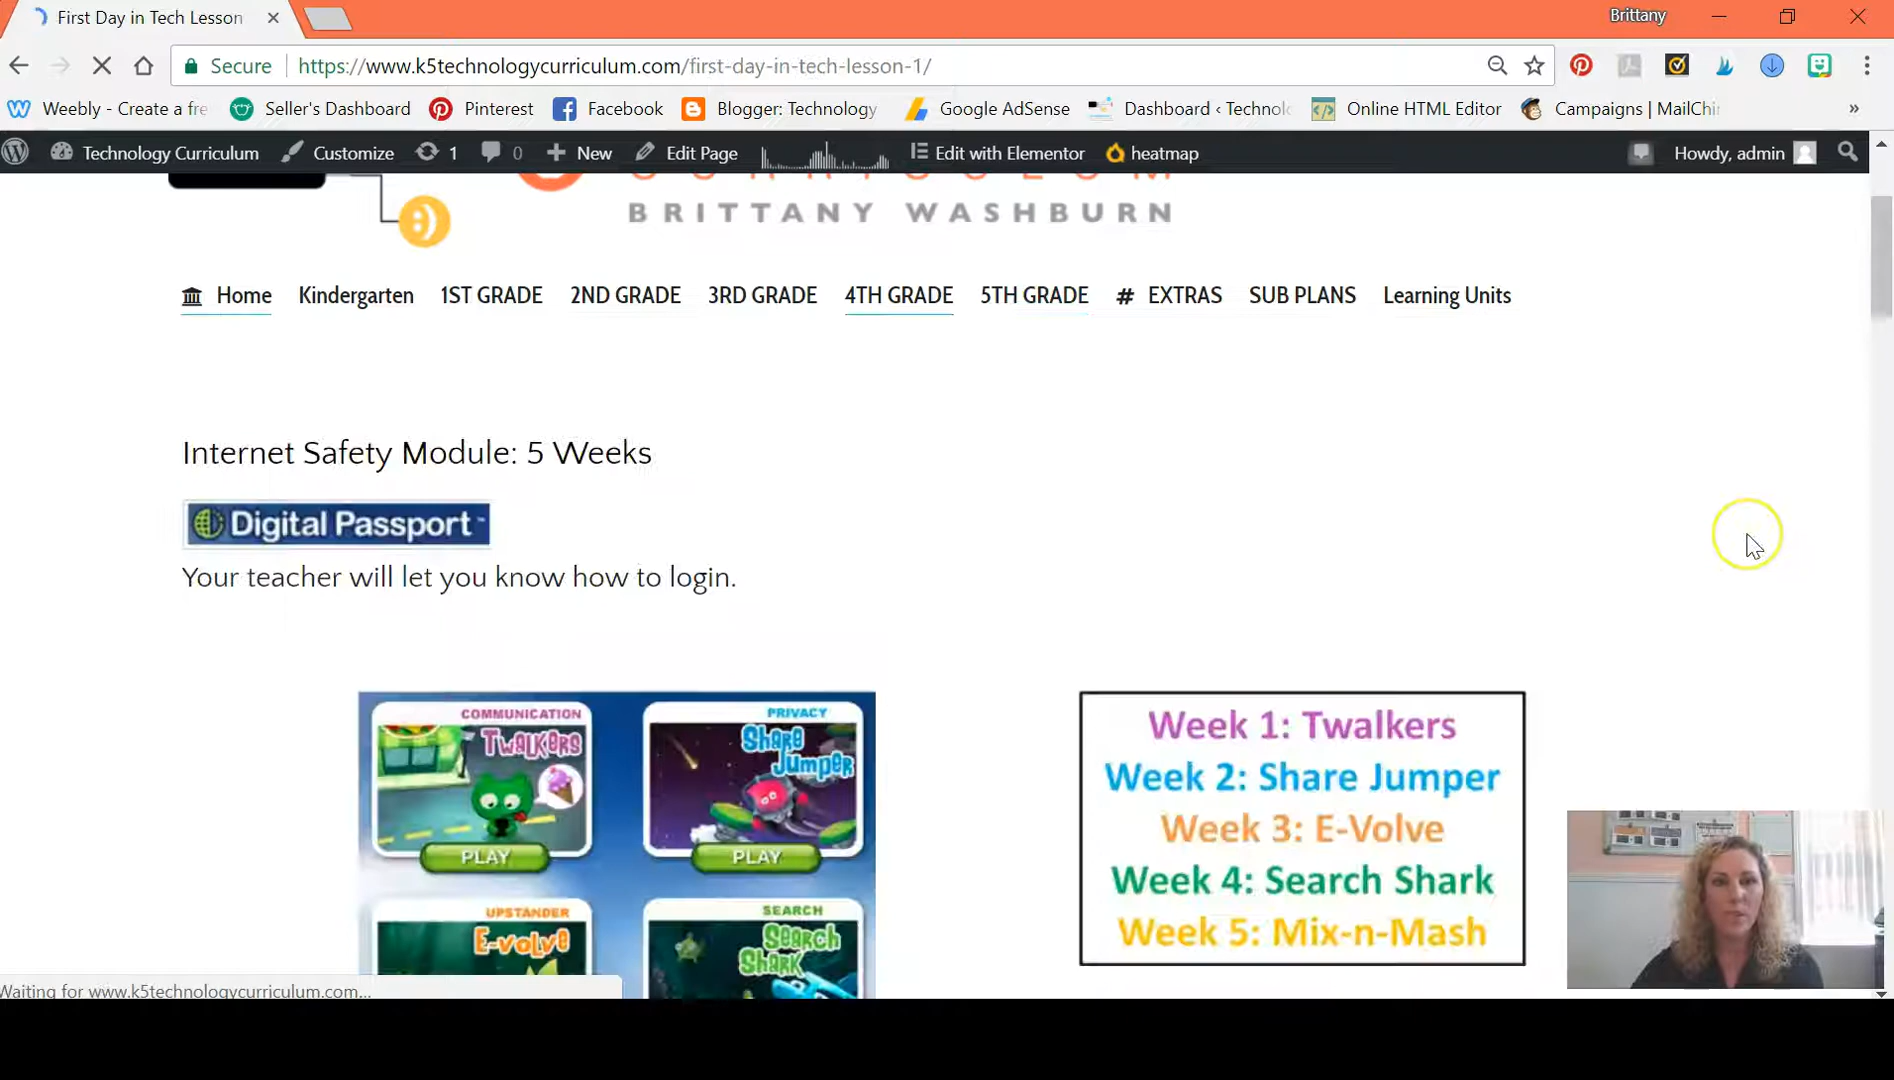 First Day in Tech Lesson
Brittany
Secure https://www.k5technologycurriculum.com/first-day-in-tech-lesson-1/
Weebly - Create a fre Seller's Dashboard Pinterest Facebook Blogger: Technology Google AdSense Dashboard ‹ Technol Online HTML Editor Campaigns | MailChi »
Technology Curriculum Customize 1 0 New Edit Page Edit with Elementor heatmap Howdy, admin
BRITTANY WASHBURN
Home Kindergarten 1ST GRADE 2ND GRADE 3RD GRADE 4TH GRADE 5TH GRADE # EXTRAS SUB PLANS Learning Units
Internet Safety Module: 5 Weeks
Digital Passport™
Your teacher will let you know how to login.
COMMUNICATION PRIVACY
Twalkers Share
Jumper
PLAY PLAY
UPSTANDER SEARCH
E-volve Search
Shark
Week 1: Twalkers
Week 2: Share Jumper
Week 3: E-Volve
Week 4: Search Shark
Week 5: Mix-n-Mash
Waiting for www.k5technologycurriculum.com...